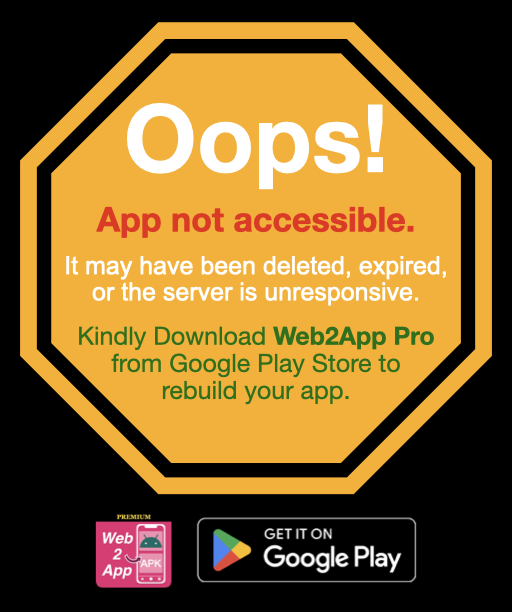 Oops!
App not accessible.
It may have been deleted, expired,
or the server is unresponsive.
Kindly Download Web2App Pro
from Google Play Store to
rebuild your app.
PREMIUM
Web
2
App
APK
GET IT ON
Google Play